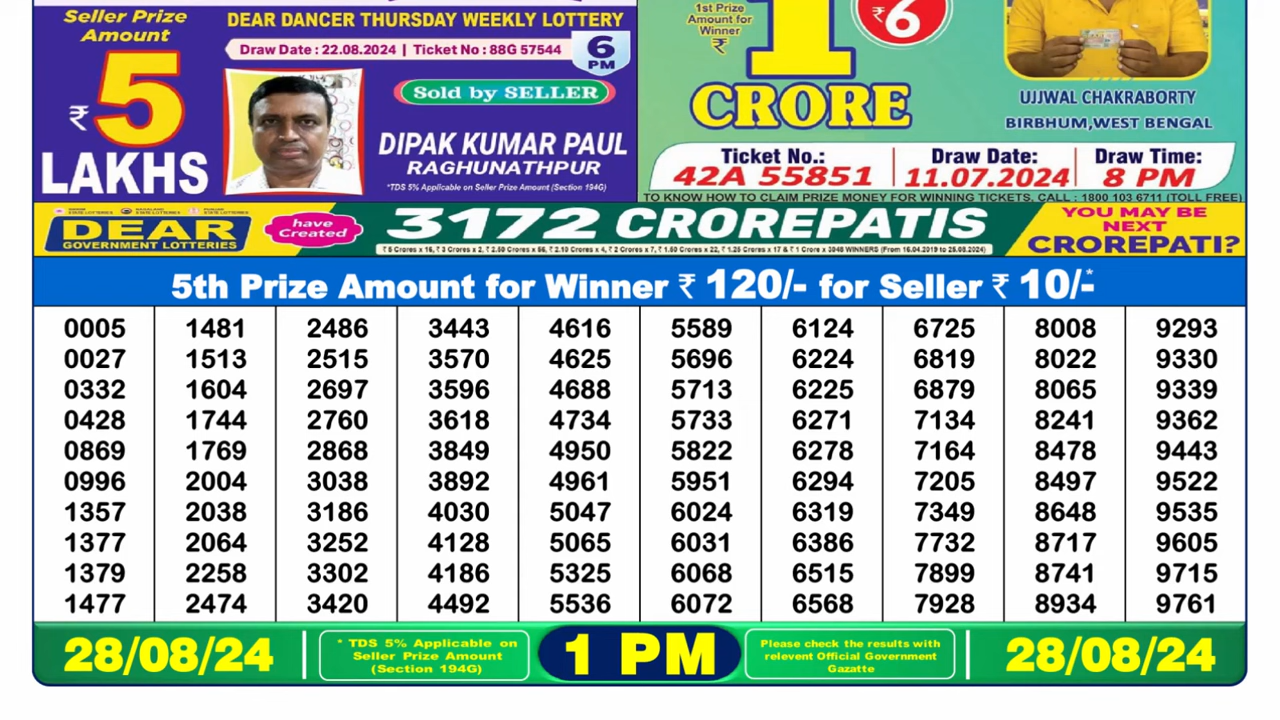 Seller Prize
Amount
₹5
LAKHS
DEAR DANCER THURSDAY WEEKLY LOTTERY
Draw Date : 22.08.2024 | Ticket No : 88G 57544
6
PM
Sold by SELLER
DIPAK KUMAR PAUL
RAGHUNATHPUR
*TDS 5% Applicable on Seller Prize Amount (Section 194G)
1st Prize
Amount for
Winner
₹
1
CRORE
₹6
UJJWAL CHAKRABORTY
BIRBHUM,WEST BENGAL
Ticket No.: Draw Date: Draw Time:
42A 55851 11.07.2024 8 PM
TO KNOW HOW TO CLAIM PRIZE MONEY FOR WINNING TICKETS, CALL : 1800 103 6711 (TOLL FREE)
DEAR
GOVERNMENT LOTTERIES
have
Created
3172 CROREPATIS
YOU MAY BE
NEXT
CROREPATI?
5th Prize Amount for Winner ₹ 120/- for Seller ₹ 10/-*
0005 1481 2486 3443 4616 5589 6124 6725 8008 9293
0027 1513 2515 3570 4625 5696 6224 6819 8022 9330
0332 1604 2697 3596 4688 5713 6225 6879 8065 9339
0428 1744 2760 3618 4734 5733 6271 7134 8241 9362
0869 1769 2868 3849 4950 5822 6278 7164 8478 9443
0996 2004 3038 3892 4961 5951 6294 7205 8497 9522
1357 2038 3186 4030 5047 6024 6319 7349 8648 9535
1377 2064 3252 4128 5065 6031 6386 7732 8717 9605
1379 2258 3302 4186 5325 6068 6515 7899 8741 9715
1477 2474 3420 4492 5536 6072 6568 7928 8934 9761
28/08/24
* TDS 5% Applicable on
Seller Prize Amount
(Section 194G)
1 PM
Please check the results with
relevent Official Government
Gazatte
28/08/24